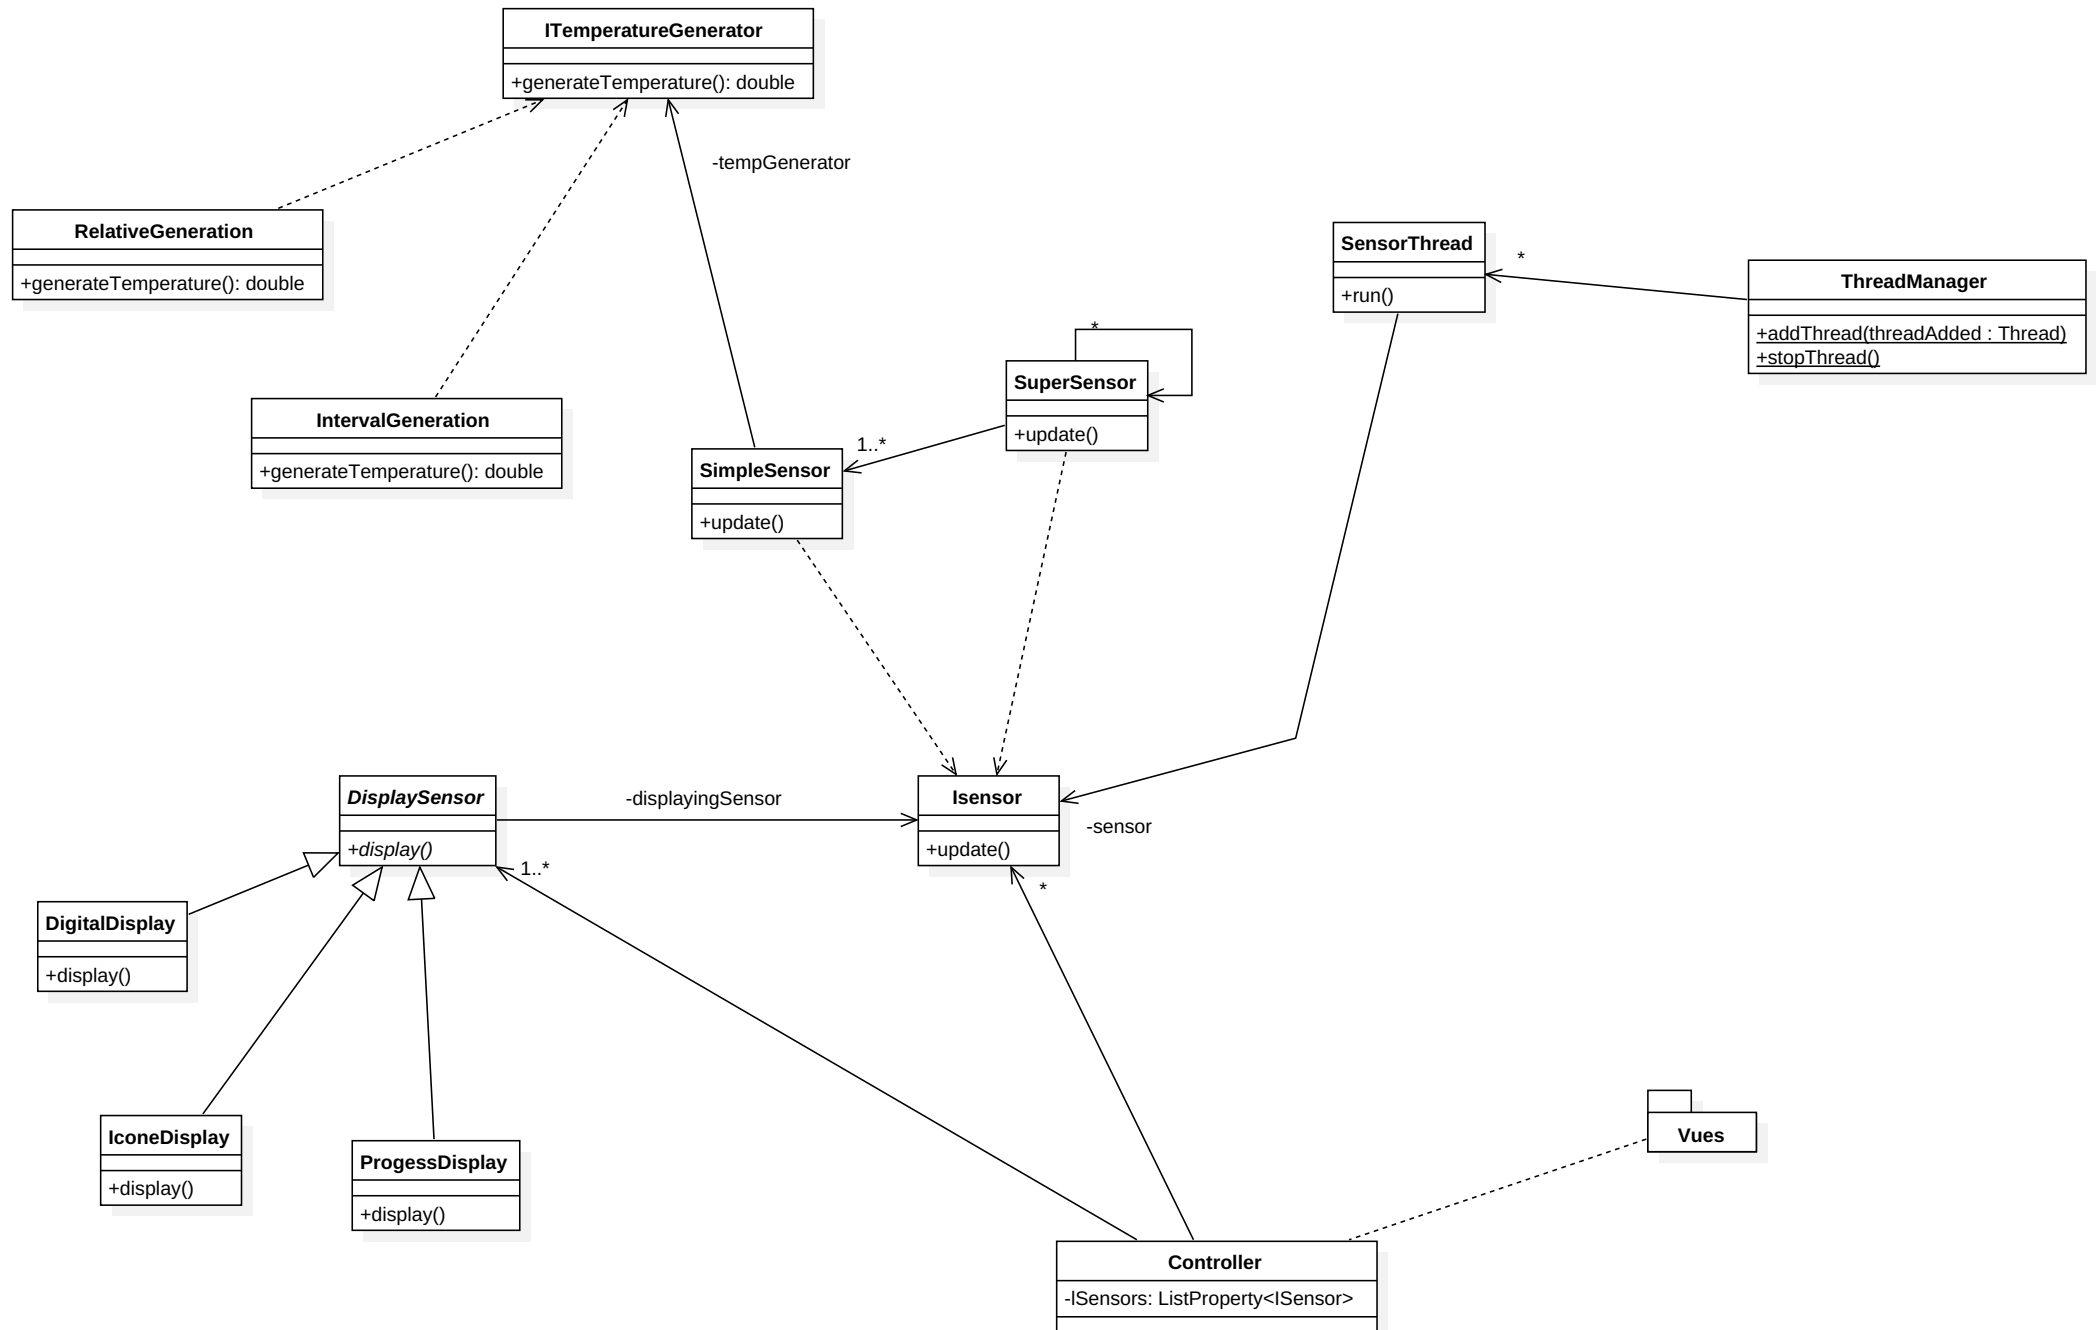 ITemperatureGenerator
+generateTemperature(): double
-tempGenerator
RelativeGeneration
+generateTemperature(): double
SensorThread
+run()
*
ThreadManager
+addThread(threadAdded : Thread)
+stopThread()
*
SuperSensor
+update()
IntervalGeneration
+generateTemperature(): double
1..*
SimpleSensor
+update()
DisplaySensor
+display()
-displayingSensor
Isensor
+update()
-sensor
1..*
*
DigitalDisplay
+display()
IconeDisplay
+display()
ProgessDisplay
+display()
Vues
Controller
-lSensors: ListProperty<ISensor>